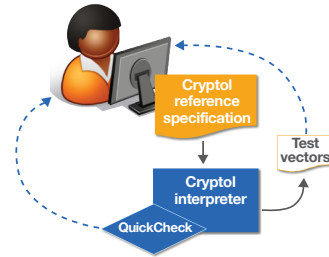 Cryptol
reference
specification
Test
vectors
Cryptol
interpreter
QuickCheck